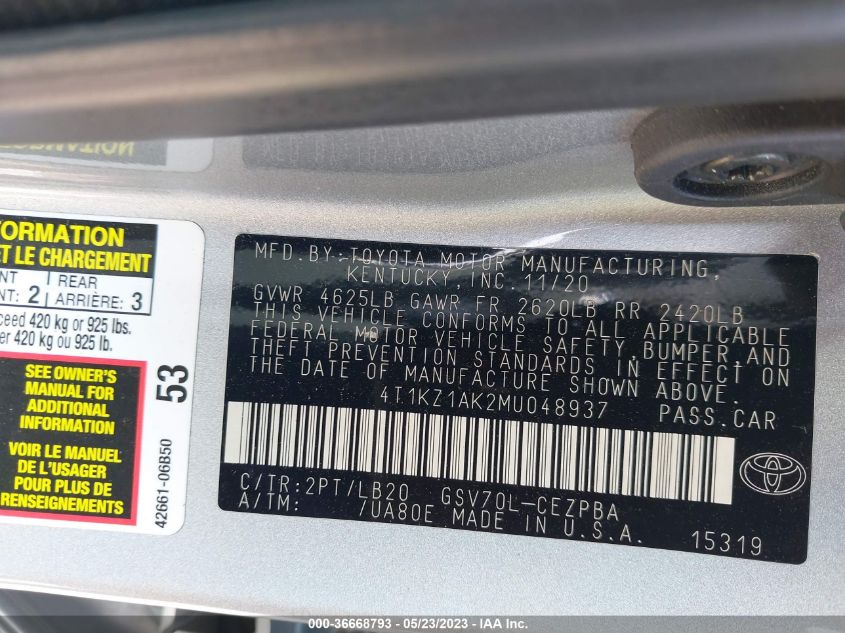 NOITAMRO
FORMATION
ET LE CHARGEMENT
REAR
2 ARRIÈRE: 3
ceed 420 kg or 925 lbs.
er 420 kg ou 925 lb.
SEE OWNER'S
MANUAL FOR
ADDITIONAL
INFORMATION
VOIR LE MANUEL
DE L'USAGER
POUR PLUS DE
RENSEIGNEMENTS
53
42661-06B50
MFD. BY: TOYOTA MOTOR MANUFACTURING,
KENTUCKY, INC. 11/20
GVWR 4625LB GAWR FR 2620LB RR 2420LB
THIS VEHICLE CONFORMS TO ALL APPLICABLE
FEDERAL MOTOR VEHICLE SAFETY, BUMPER, AND
THEFT PREVENTION STANDARDS IN EFFECT ON
THE DATE OF MANUFACTURE SHOWN ABOVE.
4T1KZ1AK2MU048937 PASS. CAR
C/TR: 2PT/LB20 GSV70L-CEZPBA
A/TM: /UA80E MADE IN U.S.A.
15319
000-36668793 - 05/23/2023 - IAA Inc.